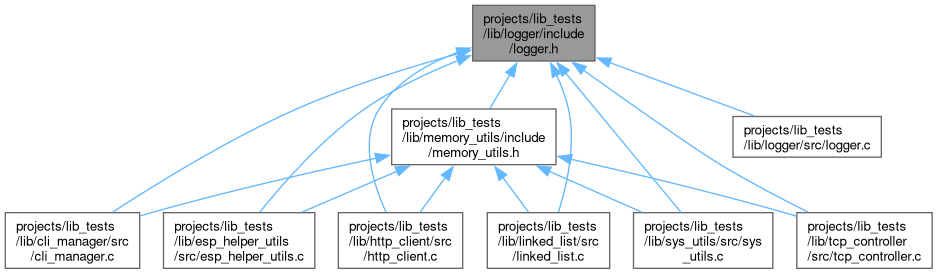 projects/lib_tests
/lib/logger/include
/logger.h
projects/lib_tests
/lib/memory_utils/include
/memory_utils.h
projects/lib_tests
/lib/logger/src/logger.c
projects/lib_tests
/lib/cli_manager/src
/cli_manager.c
projects/lib_tests
/lib/esp_helper_utils
/src/esp_helper_utils.c
projects/lib_tests
/lib/http_client/src
/http_client.c
projects/lib_tests
/lib/linked_list/src
/linked_list.c
projects/lib_tests
/lib/sys_utils/src/sys
_utils.c
projects/lib_tests
/lib/tcp_controller
/src/tcp_controller.c